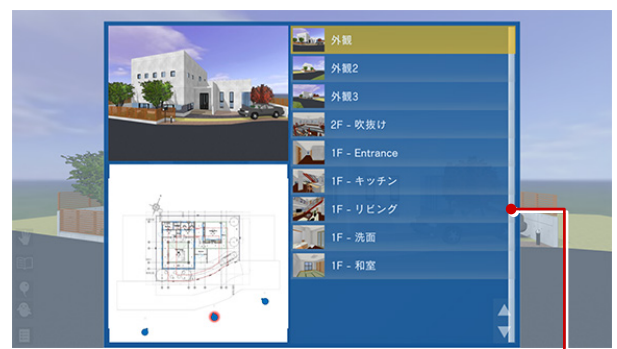 外観
外観2
外観3
2F - 吹抜け
1F - Entrance
1F - キッチン
1F - リビング
1F - 洗面
1F - 和室